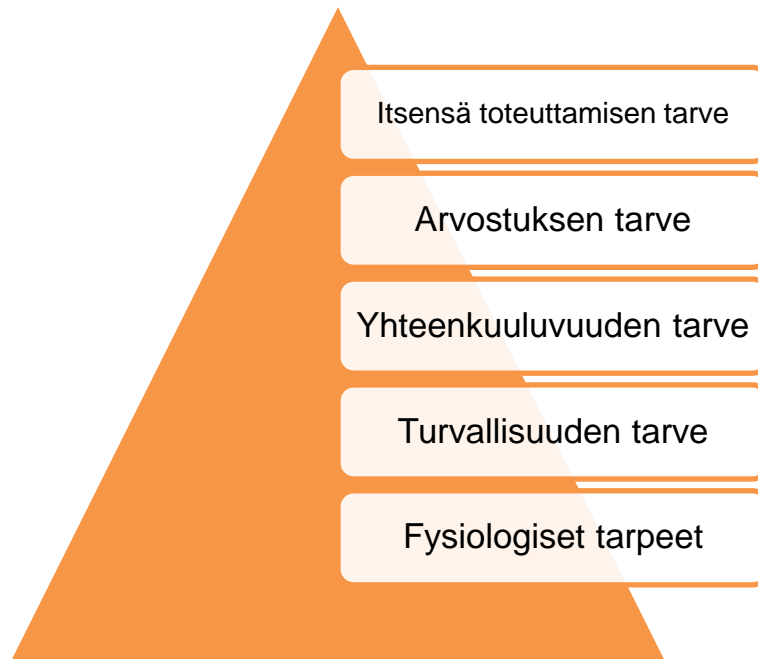 Itsensä toteuttamisen tarve
Arvostuksen tarve
Yhteenkuuluvuuden tarve
Turvallisuuden tarve
Fysiologiset tarpeet